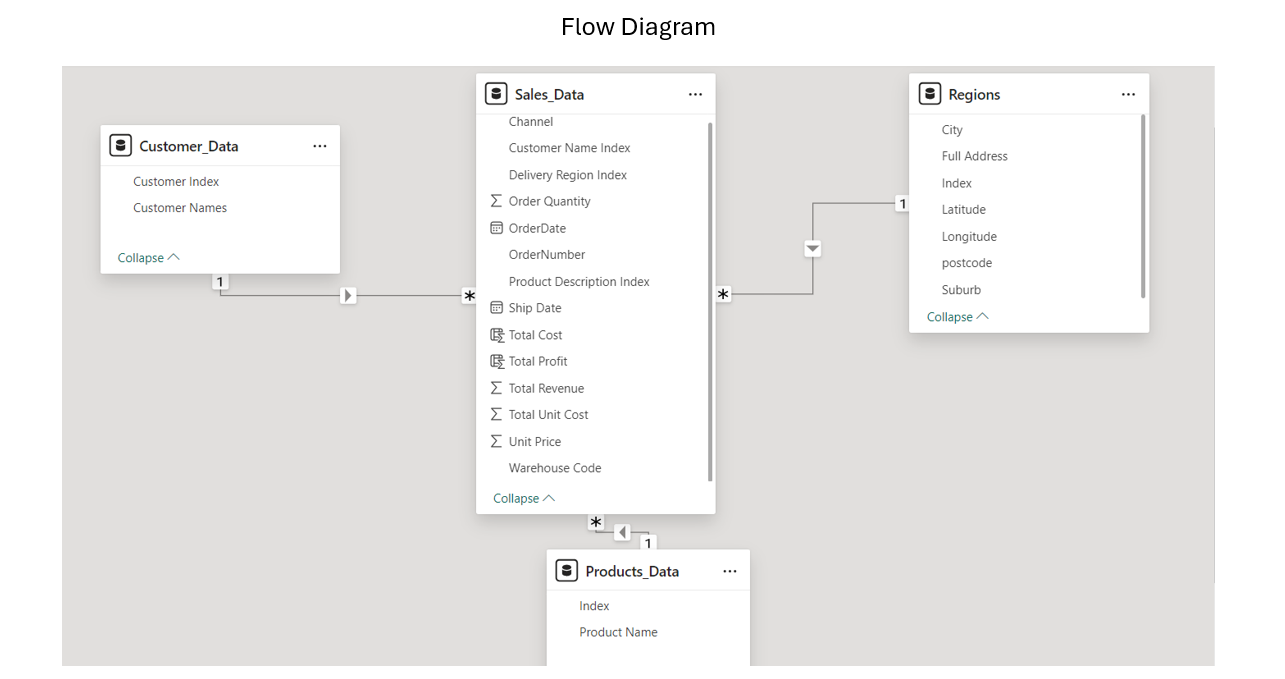 Flow Diagram
Customer_Data
Customer Index
Customer Names
Collapse
1
*
Sales_Data
Channel
Customer Name Index
Delivery Region Index
Order Quantity
OrderDate
OrderNumber
Product Description Index
Ship Date
Total Cost
Total Profit
Total Revenue
Total Unit Cost
Unit Price
Warehouse Code
Collapse
*
1
Regions
City
Full Address
Index
Latitude
Longitude
postcode
Suburb
Collapse
*
1
Products_Data
Index
Product Name